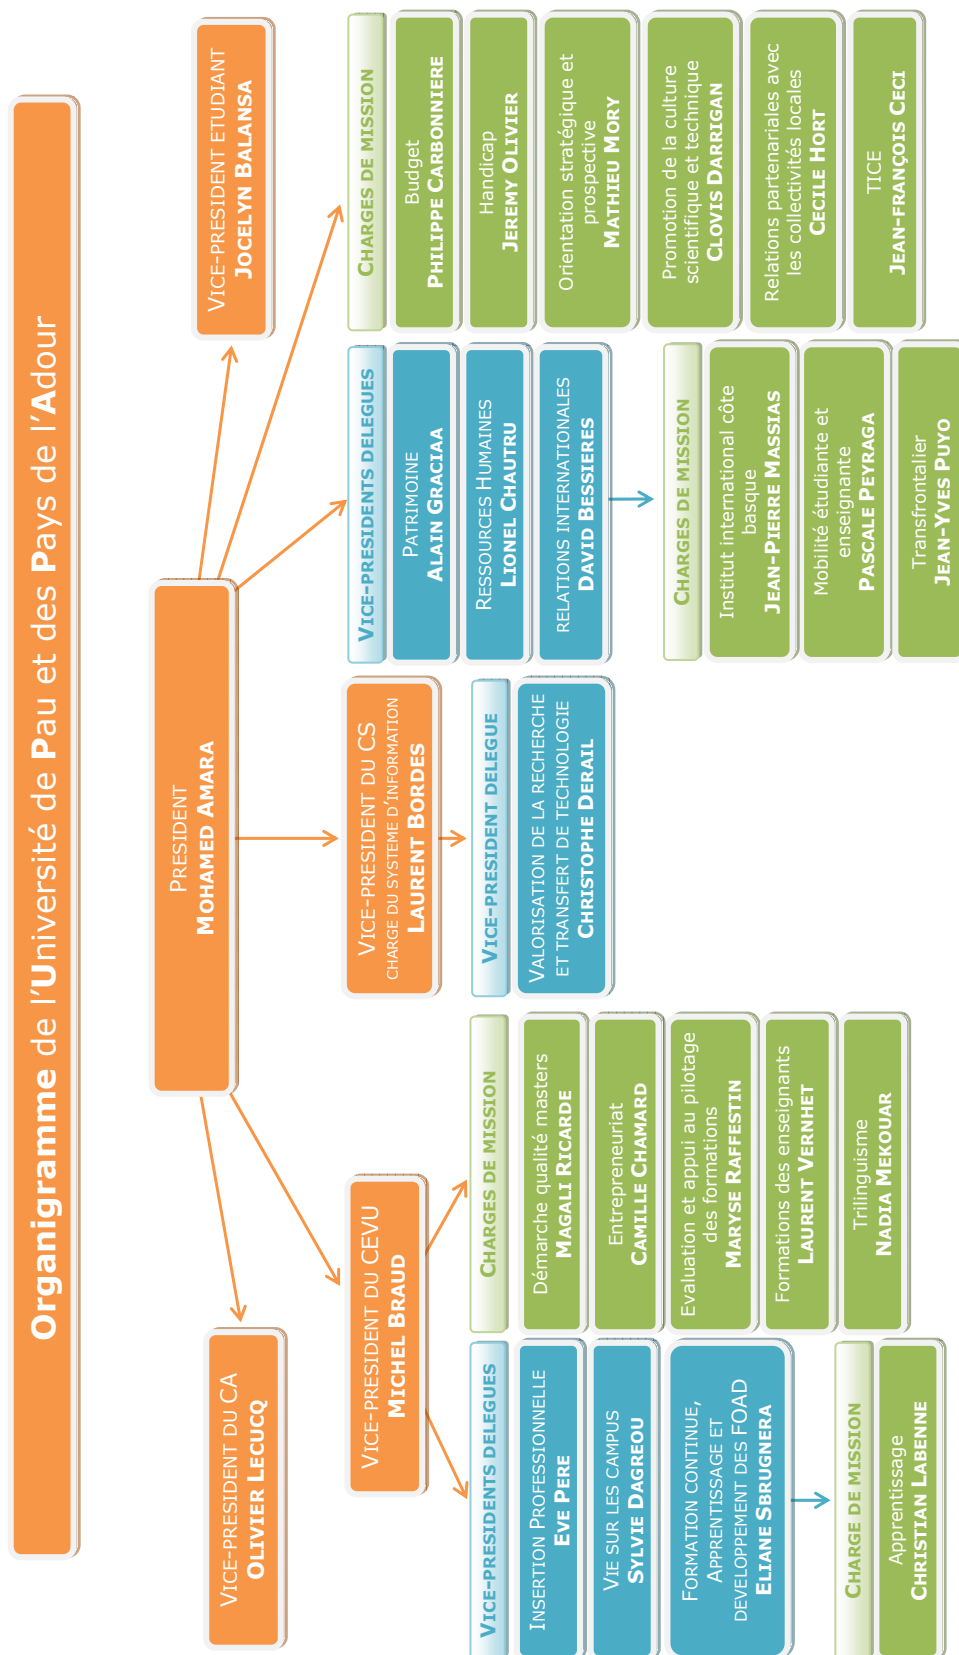 Organigramme de l'Université de Pau et des Pays de l'Adour
PRESIDENT
MOHAMED AMARA
VICE-PRESIDENT DU CA
OLIVIER LECUCQ
VICE-PRESIDENT ETUDIANT
JOCELYN BALANSA
VICE-PRESIDENT DU CEVU
MICHEL BRAUD
VICE-PRESIDENT DU CS
CHARGE DU SYSTEME D'INFORMATION
LAURENT BORDES
VICE-PRESIDENTS DELEGUES
INSERTION PROFESSIONNELLE
EVE PERE
VIE SUR LES CAMPUS
SYLVIE DAGREOU
FORMATION CONTINUE,
APPRENTISSAGE ET
DEVELOPPEMENT DES FOAD
ELIANE SBRUGNERA
CHARGE DE MISSION
Apprentissage
CHRISTIAN LABENNE
CHARGES DE MISSION
Démarche qualité masters
MAGALI RICARDE
Entrepreneuriat
CAMILLE CHAMARD
Evaluation et appui au pilotage
des formations
MARYSE RAFFESTIN
Formations des enseignants
LAURENT VERNHET
Trilinguisme
NADIA MEKOUAR
VICE-PRESIDENT DELEGUE
VALORISATION DE LA RECHERCHE
ET TRANSFERT DE TECHNOLOGIE
CHRISTOPHE DERAIL
VICE-PRESIDENTS DELEGUES
PATRIMOINE
ALAIN GRACIAA
RESSOURCES HUMAINES
LIONEL CHAUTRU
RELATIONS INTERNATIONALES
DAVID BESSIERES
CHARGES DE MISSION
Institut international côte
basque
JEAN-PIERRE MASSIAS
Mobilité étudiante et
enseignante
PASCALE PEYRAGA
Transfrontalier
JEAN-YVES PUYO
CHARGES DE MISSION
Budget
PHILIPPE CARBONNIERE
Handicap
JEREMY OLIVIER
Orientation stratégique et
prospective
MATHIEU MORY
Promotion de la culture
scientifique et technique
CLOVIS DARRIGAN
Relations partenariales avec
les collectivités locales
CECILE HORT
TICE
JEAN-FRANÇOIS CECI